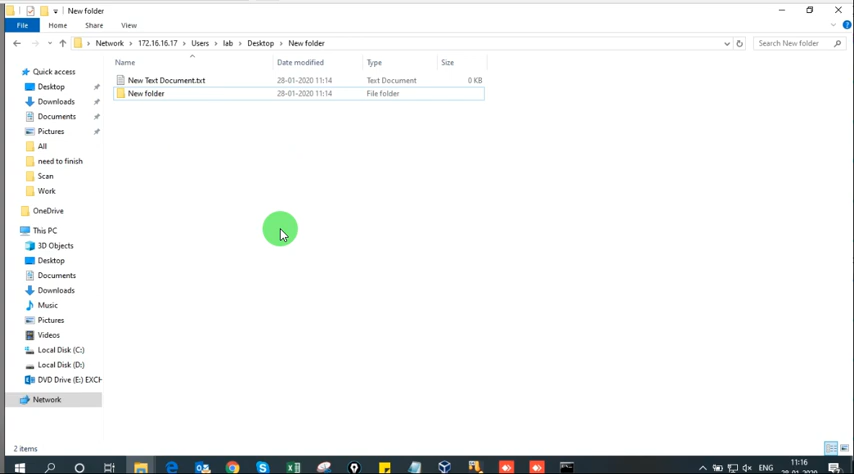 New folder
File Home Share View
Network > 172.16.16.17 > Users > lab > Desktop > New folder
Search New folder
Name Date modified Type Size
New Text Document.txt 28-01-2020 11:14 Text Document 0 KB
New folder 28-01-2020 11:14 File folder
Quick access
Desktop
Downloads
Documents
Pictures
All
need to finish
Scan
Work
OneDrive
This PC
3D Objects
Desktop
Documents
Downloads
Music
Pictures
Videos
Local Disk (C:)
Local Disk (D:)
DVD Drive (E:) EXCH
Network
2 items
ENG
11:16
28-01-2020